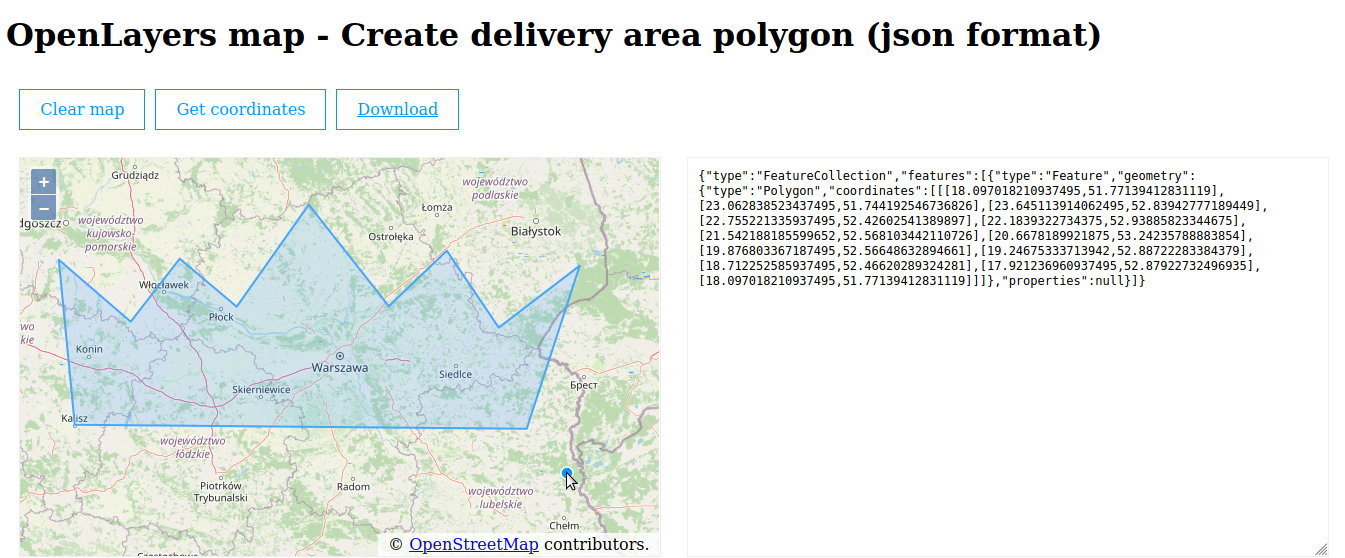 OpenLayers map - Create delivery area polygon (json format)
Clear map
Get coordinates
Download
+
−
Grudziądz
województwo
podlaskie
Łomża
dgoszcz
województwo
kujawsko-
pomorskie
Ostrołęka
Białystok
Włocławek
Płock
wo
kie
Konin
Warszawa
Siedlce
Брест
Skierniewice
Kalisz
województwo
łódzkie
Piotrków
Trybunalski
Radom
województwo
lubelskie
Chełm
Częstochowa
© OpenStreetMap contributors.
{"type":"FeatureCollection","features":[{"type":"Feature","geometry":
{"type":"Polygon","coordinates":[[[18.097018210937495,51.77139412831119],
[23.062838523437495,51.744192546736826],[23.645113914062495,52.83942777189449],
[22.755221335937495,52.42602541389897],[22.1839322734375,52.93885823344675],
[21.542188185599652,52.568103442110726],[20.6678189921875,53.24235788883854],
[19.876803367187495,52.56648632894661],[19.24675333713942,52.88722283384379],
[18.712252585937495,52.46620289324281],[17.921236960937495,52.87922732496935],
[18.097018210937495,51.77139412831119]]]},"properties":null}]}